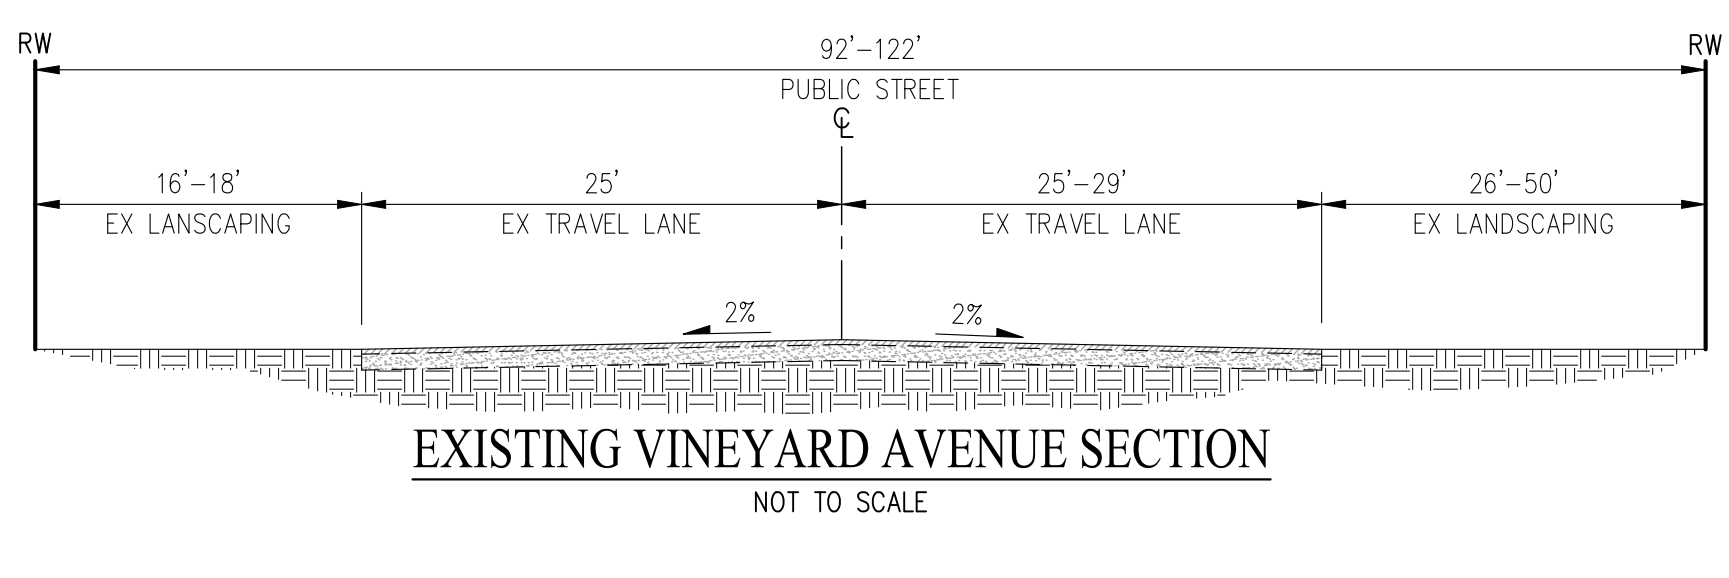 RW
RW
92'-122'
PUBLIC STREET
℄
16'-18'
25'
25'-29'
26'-50'
EX LANSCAPING
EX TRAVEL LANE
EX TRAVEL LANE
EX LANDSCAPING
2%
2%
EXISTING VINEYARD AVENUE SECTION
NOT TO SCALE